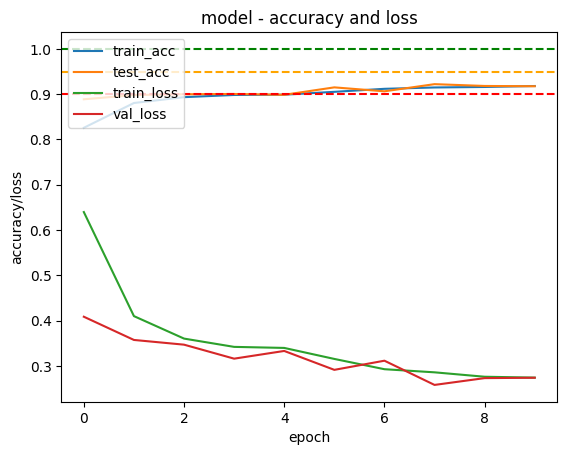 model - accuracy and loss
1.0
0.9
0.8
0.7
0.6
0.5
0.4
0.3
accuracy/loss
train_acc
test_acc
train_loss
val_loss
0
2
4
6
8
epoch